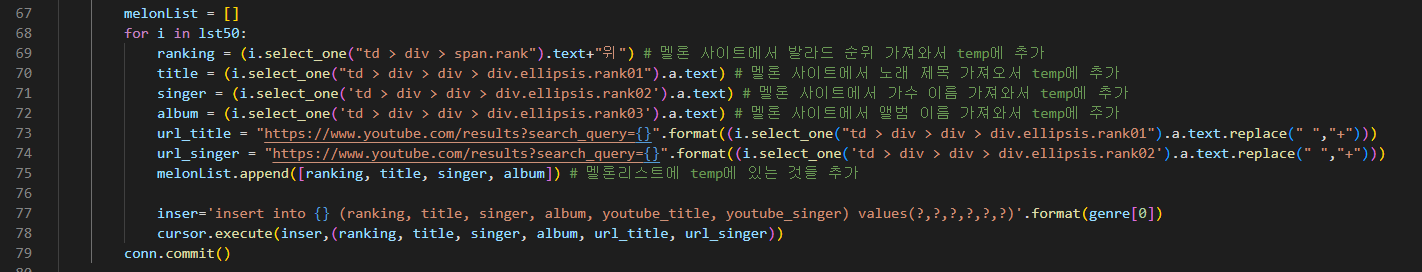 67 melonList = []
68 for i in lst50:
69 ranking = (i.select_one("td > div > span.rank").text+"위") # 멜론 사이트에서 발라드 순위 가져와서 temp에 추가
70 title = (i.select_one("td > div > div > div.ellipsis.rank01").a.text) # 멜론 사이트에서 노래 제목 가져오서 temp에 추가
71 singer = (i.select_one('td > div > div > div.ellipsis.rank02').a.text) # 멜론 사이트에서 가수 이름 가져와서 temp에 추가
72 album = (i.select_one('td > div > div > div.ellipsis.rank03').a.text) # 멜론 사이트에서 앨범 이름 가져와서 temp에 추가
73 url_title = "https://www.youtube.com/results?search_query={}".format((i.select_one("td > div > div > div.ellipsis.rank01").a.text.replace(" ","+")))
74 url_singer = "https://www.youtube.com/results?search_query={}".format((i.select_one('td > div > div > div.ellipsis.rank02').a.text.replace(" ","+")))
75 melonList.append([ranking, title, singer, album]) # 멜론리스트에 temp에 있는 것들 추가
76
77 inser='insert into {} (ranking, title, singer, album, youtube_title, youtube_singer) values(?,?,?,?,?,?)'.format(genre[0])
78 cursor.execute(inser,(ranking, title, singer, album, url_title, url_singer))
79 conn.commit()